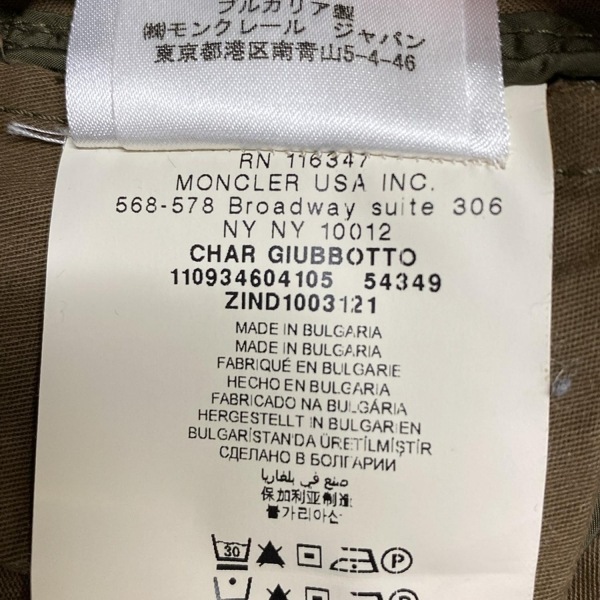 ブルガリア製
㈱モンクレール ジャパン
東京都港区南青山5-4-46
RN 116347
MONCLER USA INC.
568-578 Broadway suite 306
NY NY 10012
CHAR GIUBBOTTO
110934604105 54349
ZIND1003121
MADE IN BULGARIA
MADE IN BULGARIA
FABRIQUÉ EN BULGARIE
HECHO EN BULGARIA
FABRICADO NA BULGÁRIA
HERGESTELLT IN BULGARIEN
BULGARİSTAN'DA ÜRETİLMİŞTİR
СДЕЛАНО В БОЛГАРИИ
صنع في بلغاريا
保加利亚制造
불가리아산
30
P